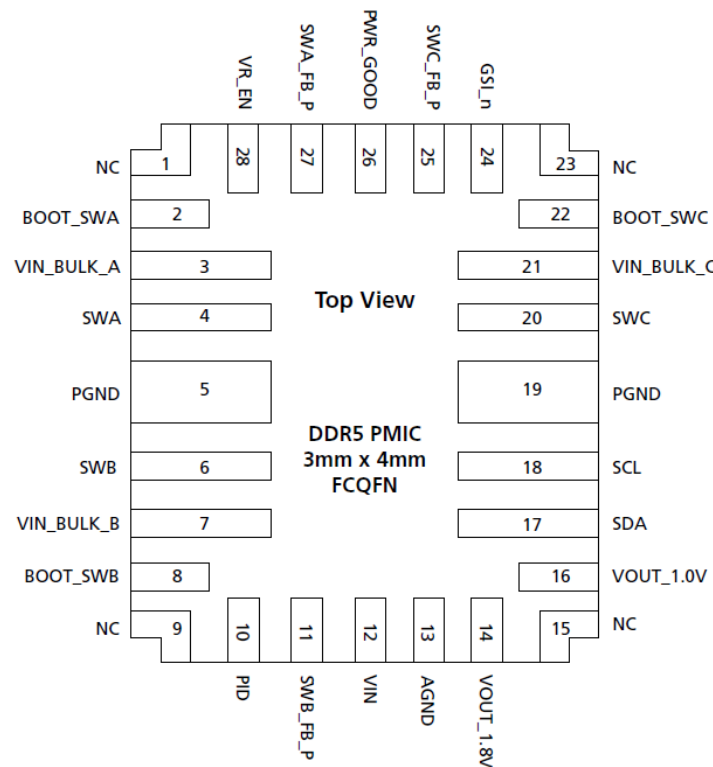 VR_EN
SWA_FB_P
PWR_GOOD
SWC_FB_P
GSI_n
28
27
26
25
24
NC
1
23
NC
BOOT_SWA
2
22
BOOT_SWC
VIN_BULK_A
3
21
VIN_BULK_C
SWA
4
Top View
20
SWC
PGND
5
19
PGND
DDR5 PMIC
3mm x 4mm
FCQFN
SWB
6
18
SCL
VIN_BULK_B
7
17
SDA
BOOT_SWB
8
16
VOUT_1.0V
NC
9
15
NC
10
11
12
13
14
PID
SWB_FB_P
VIN
AGND
VOUT_1.8V